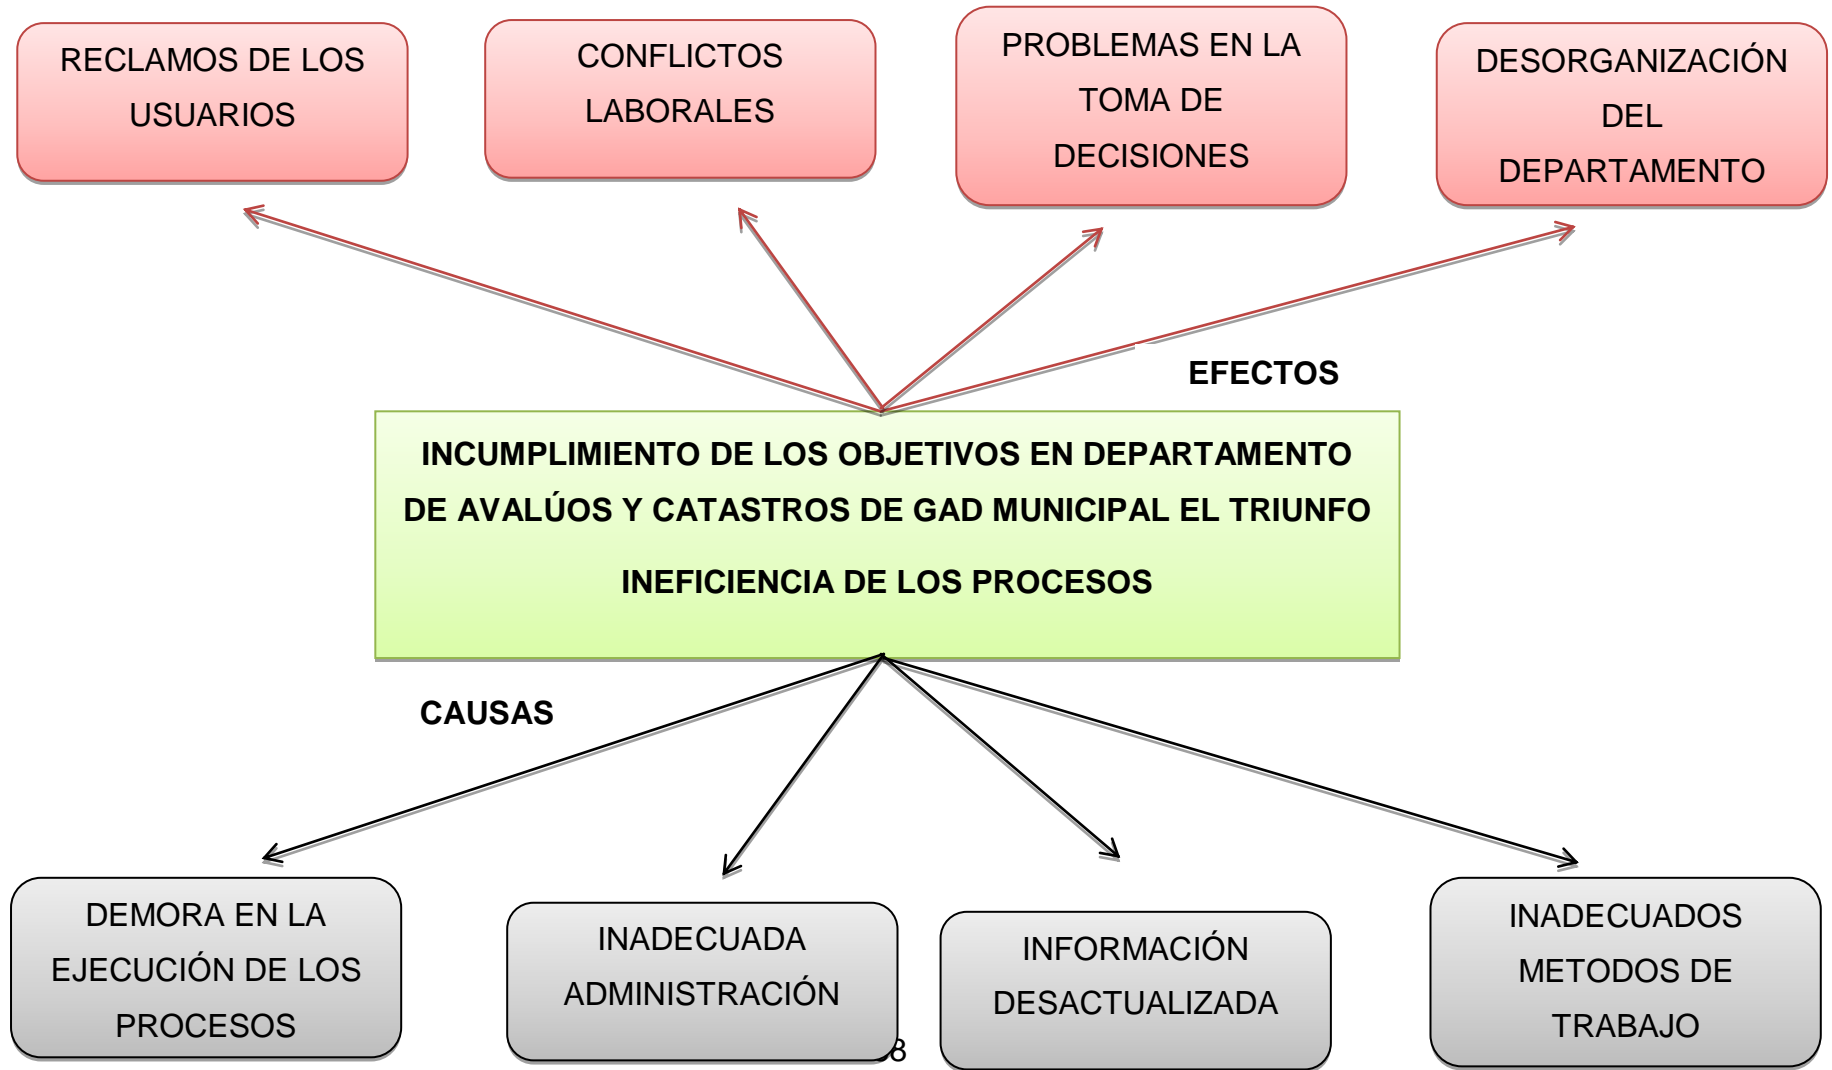 RECLAMOS DE LOS
USUARIOS
CONFLICTOS
LABORALES
PROBLEMAS EN LA
TOMA DE
DECISIONES
DESORGANIZACIÓN
DEL
DEPARTAMENTO
EFECTOS
INCUMPLIMIENTO DE LOS OBJETIVOS EN DEPARTAMENTO
DE AVALÚOS Y CATASTROS DE GAD MUNICIPAL EL TRIUNFO
INEFICIENCIA DE LOS PROCESOS
CAUSAS
DEMORA EN LA
EJECUCIÓN DE LOS
PROCESOS
INADECUADA
ADMINISTRACIÓN
INFORMACIÓN
DESACTUALIZADA
INADECUADOS
METODOS DE
TRABAJO